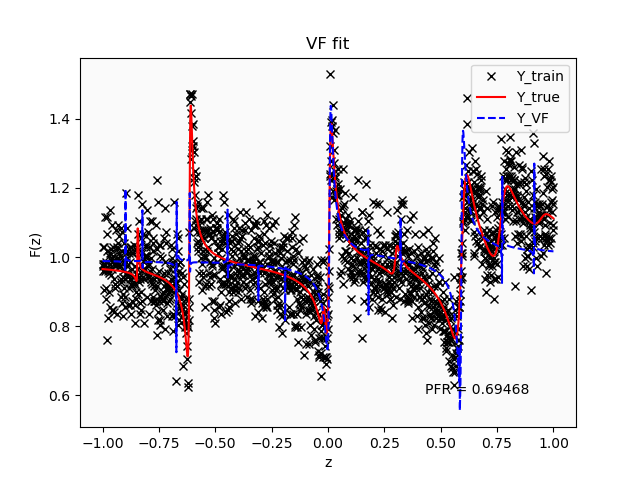 VF fit
Y_train
Y_true
Y_VF
F(z)
1.4
1.2
1.0
0.8
0.6
PFR = 0.69468
−1.00 −0.75 −0.50 −0.25 0.00 0.25 0.50 0.75 1.00
z